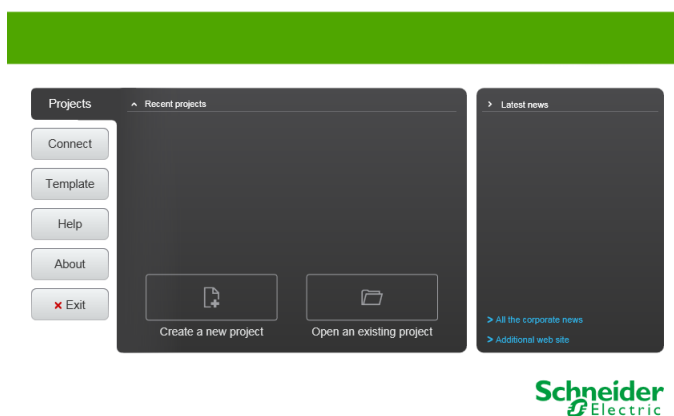 Projects
Recent projects
Latest news
Connect
Template
Help
About
Exit
Create a new project
Open an existing project
> All the corporate news
> Additional web site
Schneider
Electric